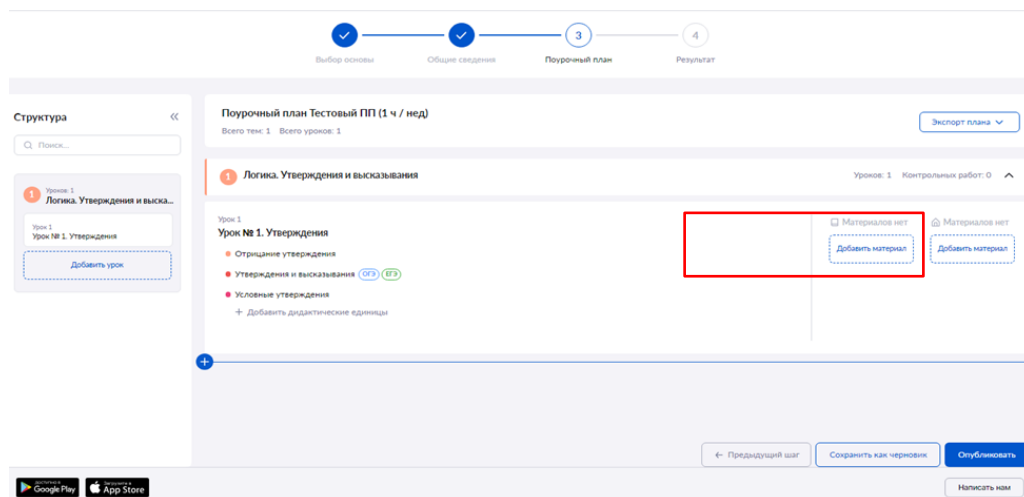 3
4
Выбор основы
Общие сведения
Поурочный план
Результат
Структура
Поиск...
1
Уроков: 1
Логика. Утверждения и выска...
Урок 1
Урок № 1. Утверждения
Добавить урок
Поурочный план Тестовый ПП (1 ч / нед)
Всего тем: 1 Всего уроков: 1
Экспорт плана
1
Логика. Утверждения и высказывания
Уроков: 1 Контрольных работ: 0
Урок 1
Урок № 1. Утверждения
Отрицание утверждения
Утверждения и высказывания ОГЭ ЕГЭ
Условные утверждения
+ Добавить дидактические единицы
Материалов нет
Добавить материал
Материалов нет
Добавить материал
← Предыдущий шаг
Сохранить как черновик
Опубликовать
ДОСТУПНО В
Google Play
Загрузите в
App Store
Написать нам